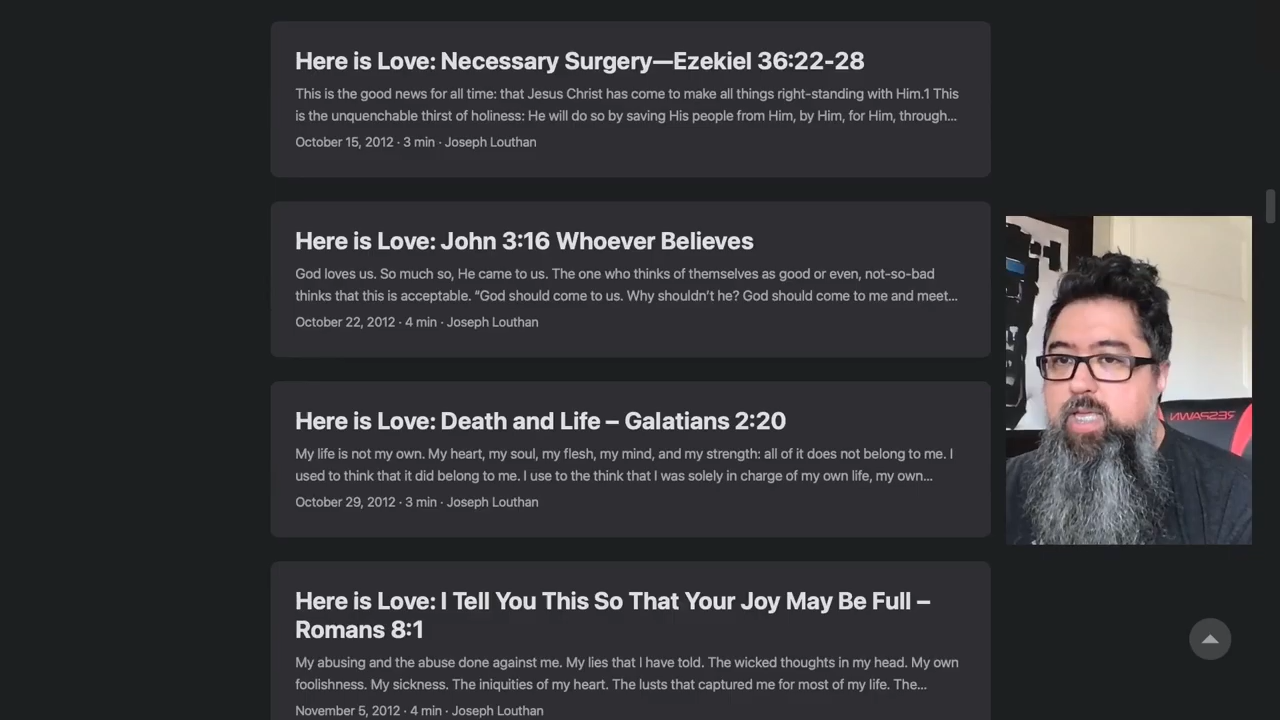 Here is Love: Necessary Surgery—Ezekiel 36:22-28
This is the good news for all time: that Jesus Christ has come to make all things right-standing with Him.1 This
is the unquenchable thirst of holiness: He will do so by saving His people from Him, by Him, for Him, through...
October 15, 2012 · 3 min · Joseph Louthan
Here is Love: John 3:16 Whoever Believes
God loves us. So much so, He came to us. The one who thinks of themselves as good or even, not-so-bad
thinks that this is acceptable. “God should come to us. Why shouldn’t he? God should come to me and meet...
October 22, 2012 · 4 min · Joseph Louthan
Here is Love: Death and Life – Galatians 2:20
My life is not my own. My heart, my soul, my flesh, my mind, and my strength: all of it does not belong to me. I
used to think that it did belong to me. I use to the think that I was solely in charge of my own life, my own...
October 29, 2012 · 3 min · Joseph Louthan
Here is Love: I Tell You This So That Your Joy May Be Full –
Romans 8:1
My abusing and the abuse done against me. My lies that I have told. The wicked thoughts in my head. My own
foolishness. My sickness. The iniquities of my heart. The lusts that captured me for most of my life. The...
November 5, 2012 · 4 min · Joseph Louthan
RESPAWN